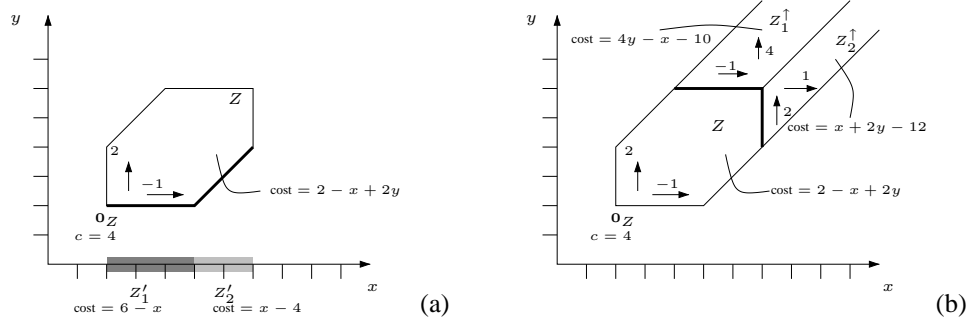 y
Z
2
−1
cost = 2 − x + 2y
0Z
c = 4
x
Z′1
Z′2
cost = 6 − x
cost = x − 4
(a)
y
Z↑1
cost = 4y − x − 10
Z↑2
4
−1
1
2
Z
cost = x + 2y − 12
2
−1
cost = 2 − x + 2y
0Z
c = 4
x
(b)